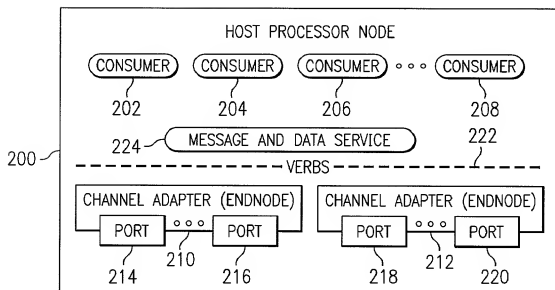 HOST PROCESSOR NODE
CONSUMER CONSUMER CONSUMER CONSUMER
202 204 206 208
224 MESSAGE AND DATA SERVICE 222
200 VERBS
CHANNEL ADAPTER (ENDNODE) CHANNEL ADAPTER (ENDNODE)
PORT PORT PORT PORT
214 210 216 218 212 220